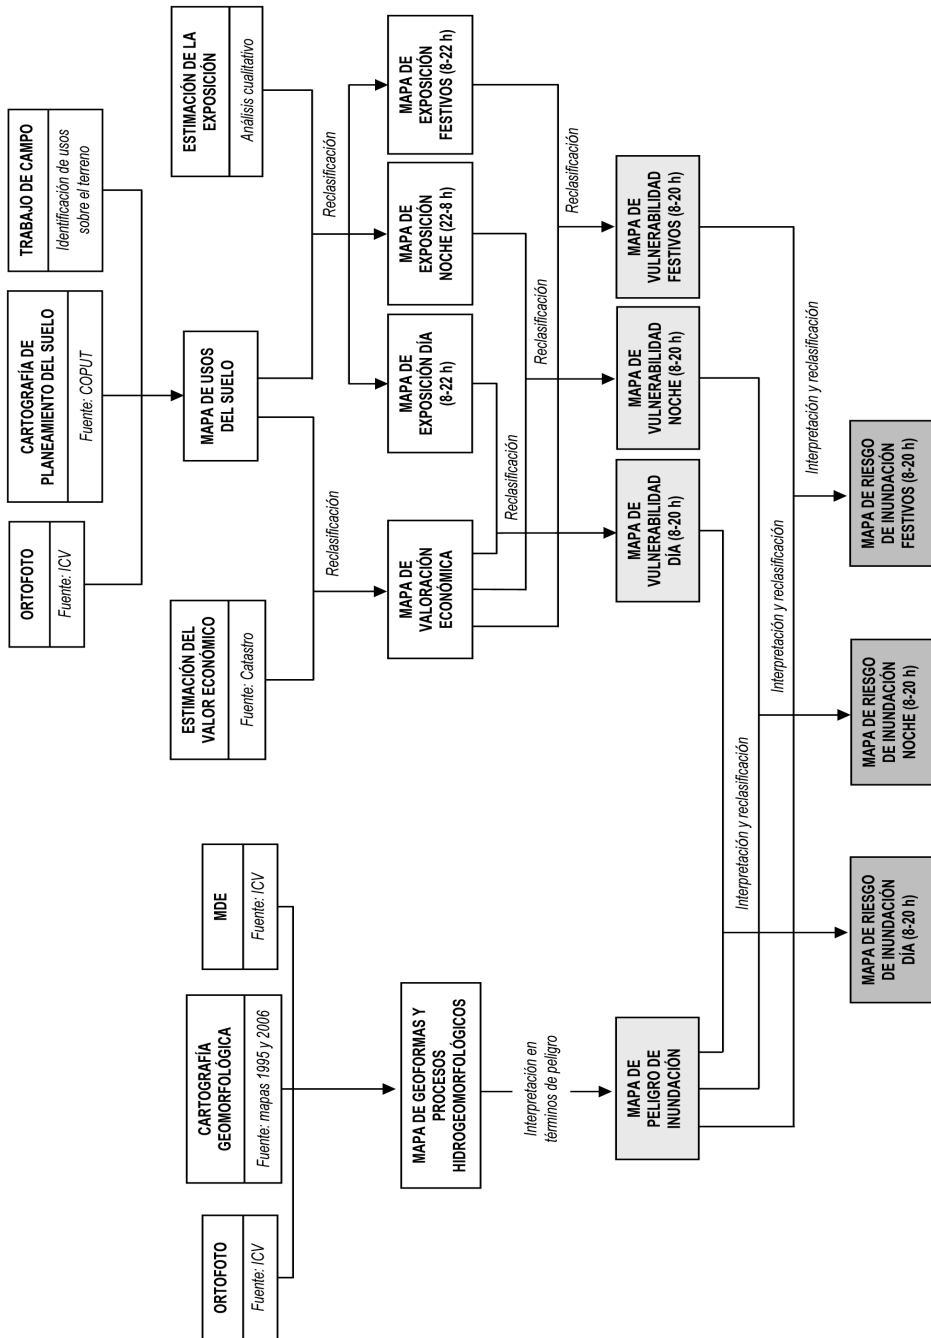 ORTOFOTO
Fuente: ICV
CARTOGRAFÍA DE
PLANEAMIENTO DEL SUELO
Fuente: COPUT
TRABAJO DE CAMPO
Identificación de usos
sobre el terreno
ORTOFOTO
Fuente: ICV
CARTOGRAFÍA
GEOMORFOLÓGICA
Fuente: mapas 1995 y 2006
MDE
Fuente: ICV
ESTIMACIÓN DEL
VALOR ECONÓMICO
Fuente: Catastro
MAPA DE USOS
DEL SUELO
ESTIMACIÓN DE LA
EXPOSICIÓN
Análisis cualitativo
Reclasificación
Reclasificación
MAPA DE GEOFORMAS Y
PROCESOS
HIDROGEOMORFOLÓGICOS
MAPA DE
VALORACIÓN
ECONÓMICA
MAPA DE
EXPOSICIÓN DÍA
(8-22 h)
MAPA DE
EXPOSICIÓN
NOCHE (22-8 h)
MAPA DE
EXPOSICIÓN
FESTIVOS (8-22 h)
Interpretación en
términos de peligro
Reclasificación
Reclasificación
Reclasificación
MAPA DE
PELIGRO DE
INUNDACIÓN
MAPA DE
VULNERABILIDAD
DÍA (8-20 h)
MAPA DE
VULNERABILIDAD
NOCHE (8-20 h)
MAPA DE
VULNERABILIDAD
FESTIVOS (8-20 h)
Interpretación y reclasificación
Interpretación y reclasificación
Interpretación y reclasificación
MAPA DE RIESGO
DE INUNDACIÓN
DÍA (8-20 h)
MAPA DE RIESGO
DE INUNDACIÓN
NOCHE (8-20 h)
MAPA DE RIESGO
DE INUNDACIÓN
FESTIVOS (8-20 h)